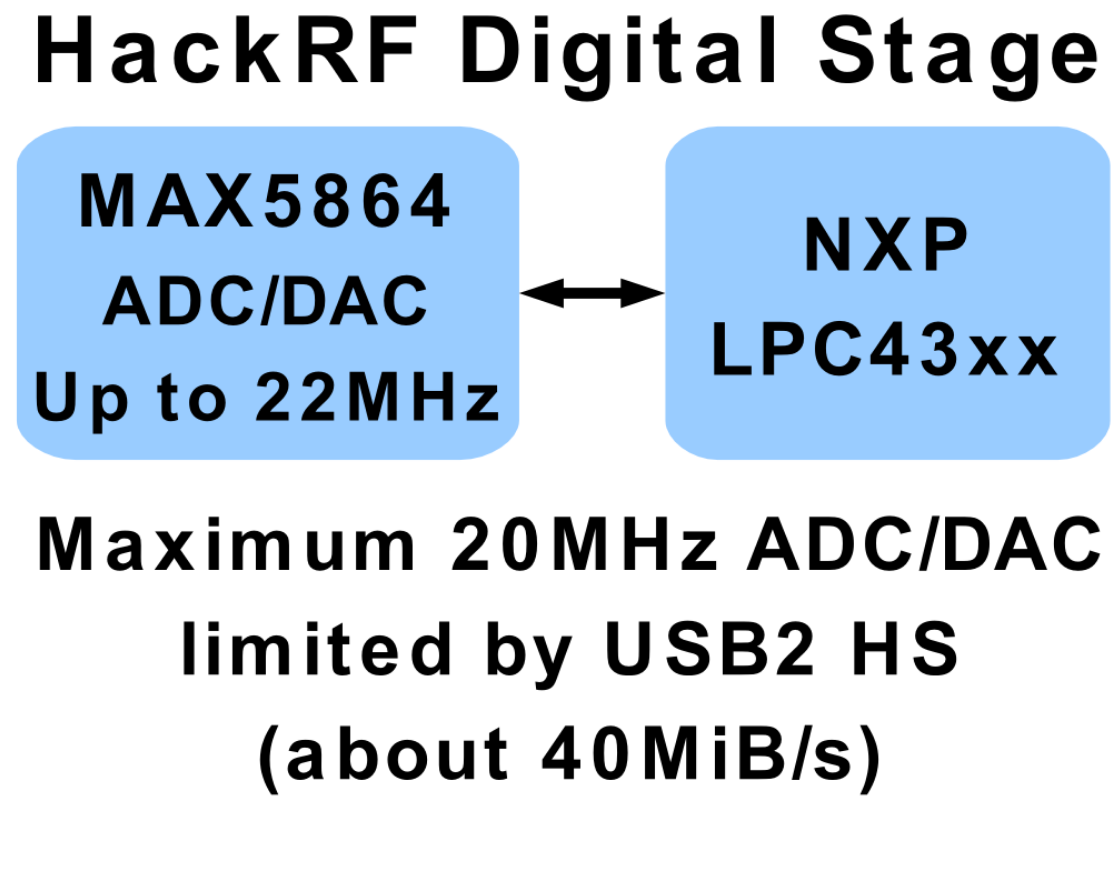 HackRF Digital Stage
MAX5864
ADC/DAC
Up to 22MHz
NXP
LPC43xx
Maximum 20MHz ADC/DAC
limited by USB2 HS
(about 40MiB/s)